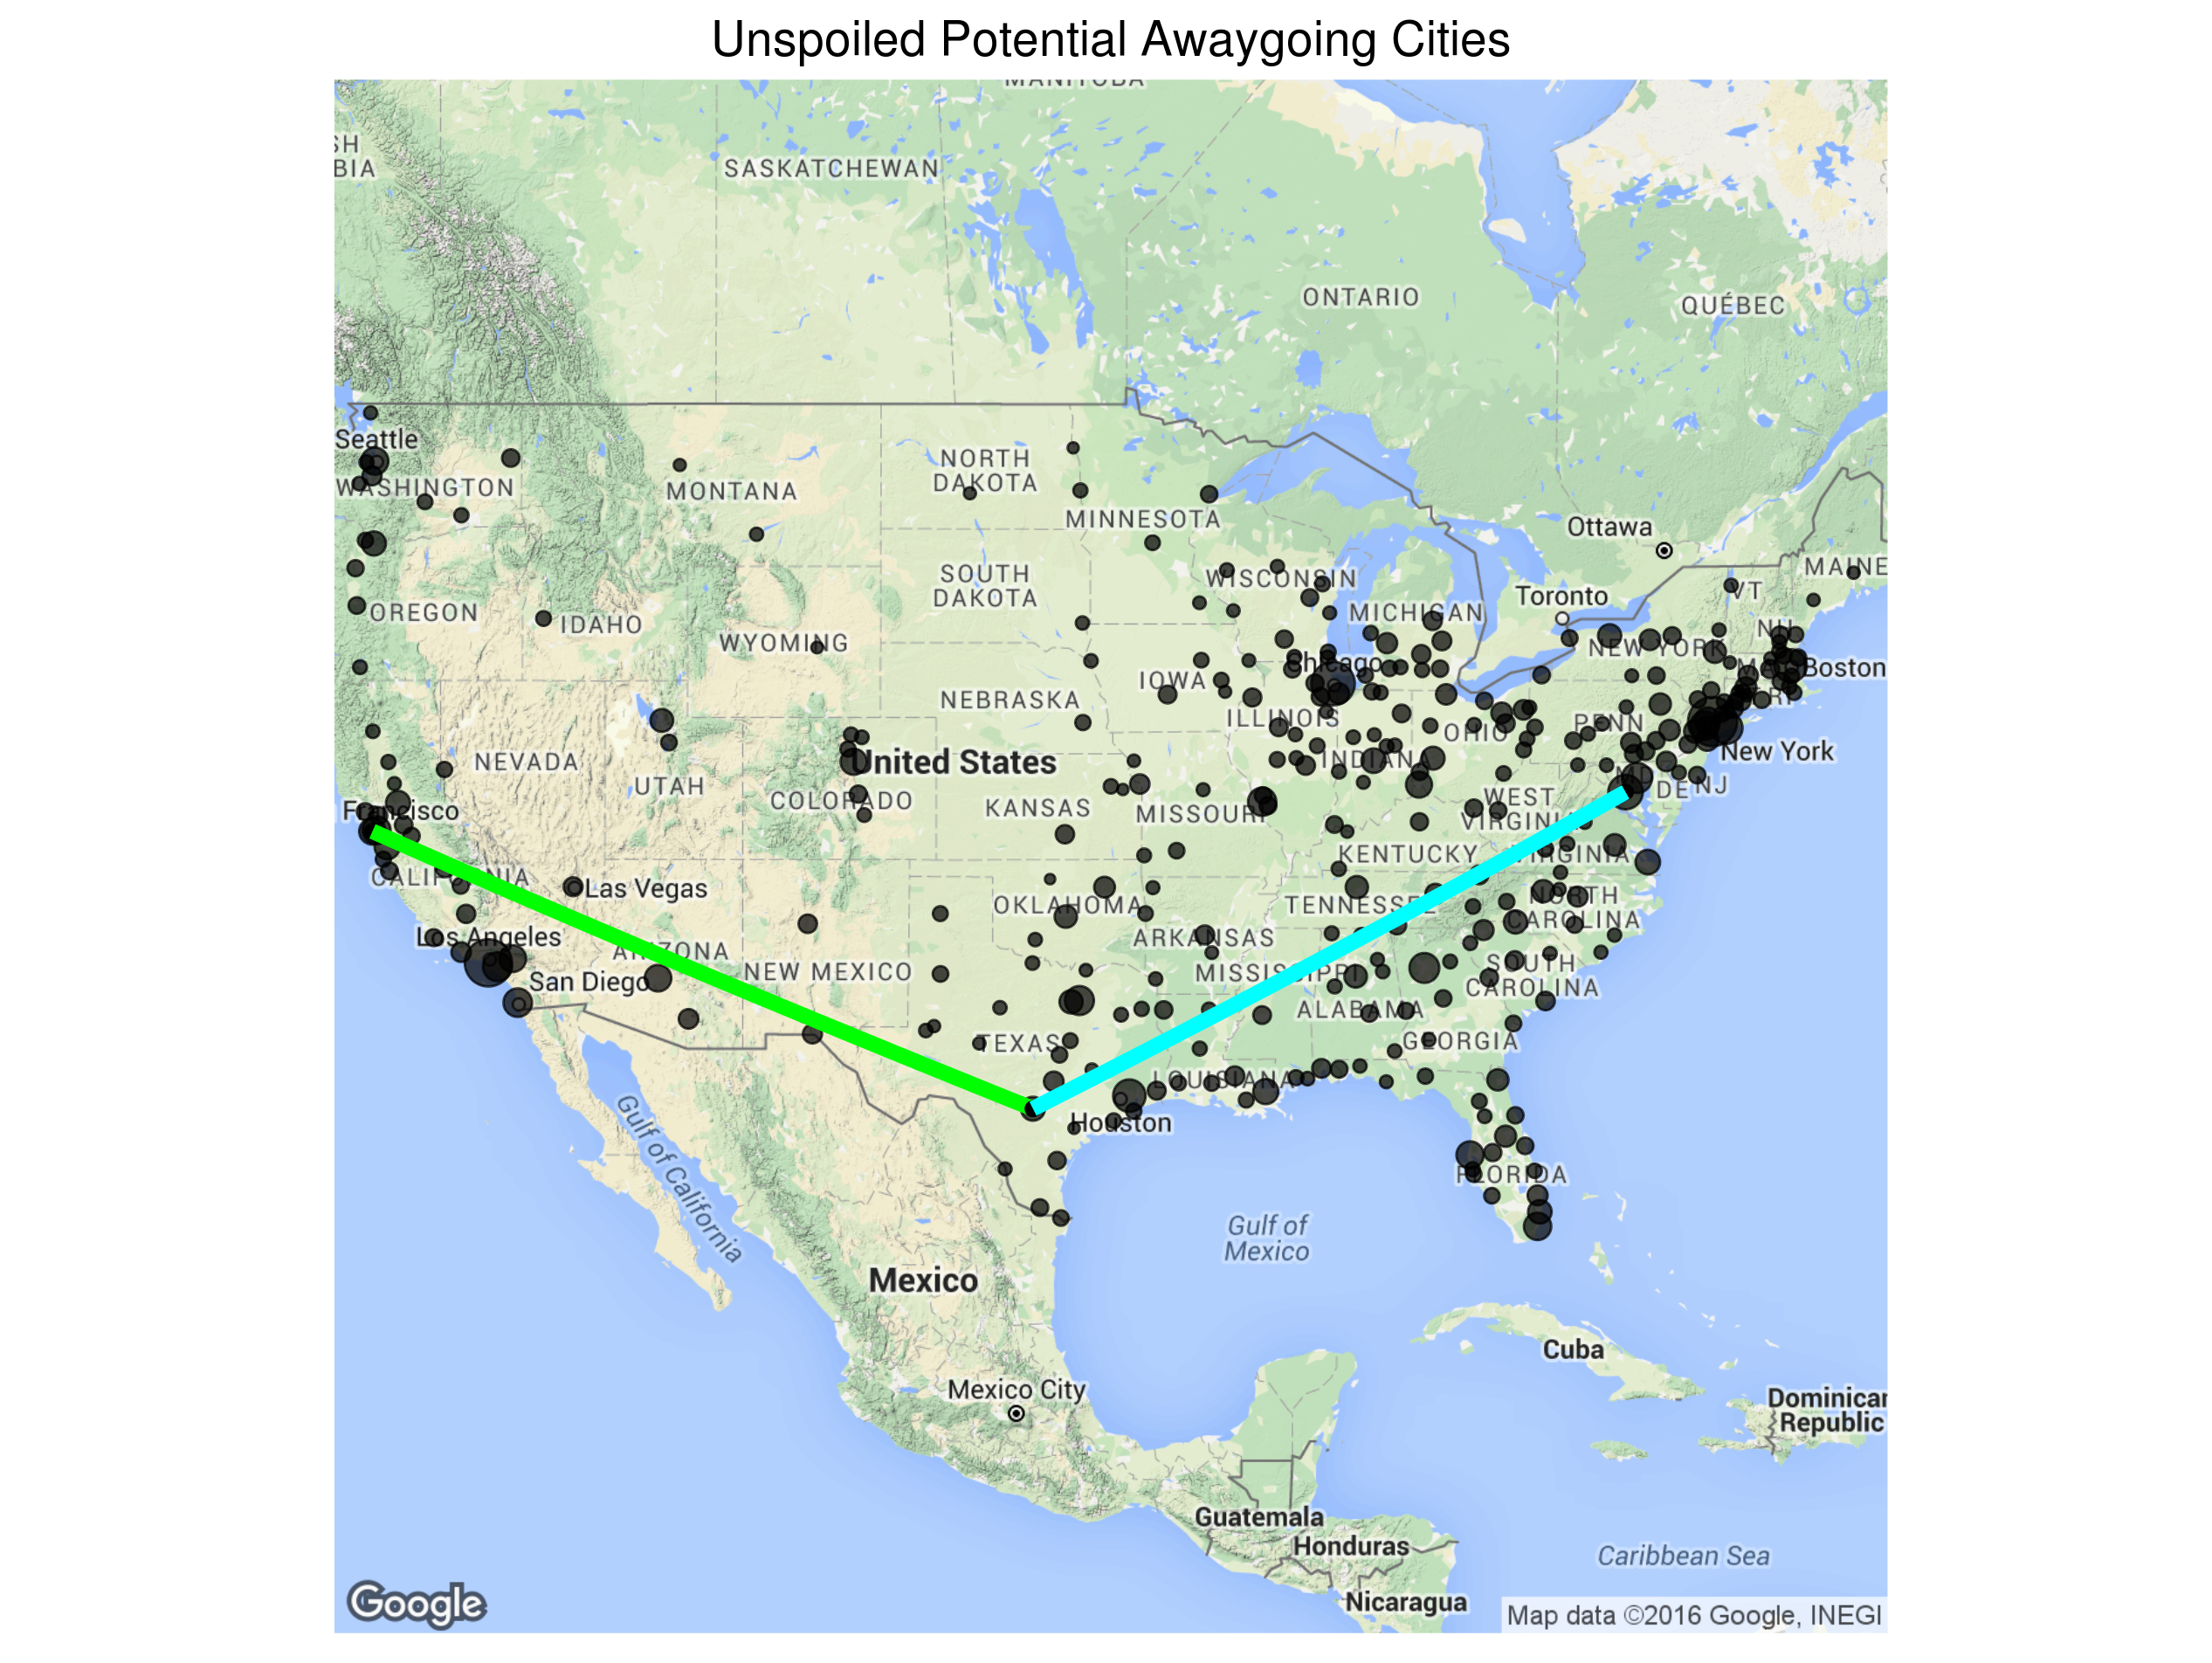 Unspoiled Potential Awaygoing Cities
MANITOBA
SH
BIA
SASKATCHEWAN
ONTARIO
QUÉBEC
Seattle
WASHINGTON
MONTANA
NORTH
DAKOTA
MINNESOTA
Ottawa
MAINE
VT
WISCONSIN
SOUTH
DAKOTA
Toronto
MICHIGAN
OREGON
IDAHO
WYOMING
NH
NEW YORK
Chicago
Boston
MA
RI
IOWA
NEBRASKA
ILLINOIS
PENN
OHIO
New York
NEVADA
United States
INDIANA
UTAH
MD
DE
NJ
COLORADO
KANSAS
MISSOURI
WEST
VIRGINIA
Francisco
KENTUCKY
VIRGINIA
CALIFORNIA
Las Vegas
OKLAHOMA
TENNESSEE
NORTH
CAROLINA
Los Angeles
ARIZONA
ARKANSAS
NEW MEXICO
MISSISSIPPI
SOUTH
CAROLINA
San Diego
ALABAMA
TEXAS
GEORGIA
LOUISIANA
Houston
FLORIDA
Gulf of California
Gulf of
Mexico
Mexico
Cuba
Mexico City
Dominican
Republic
Guatemala
Honduras
Caribbean Sea
Nicaragua
Google
Map data ©2016 Google, INEGI